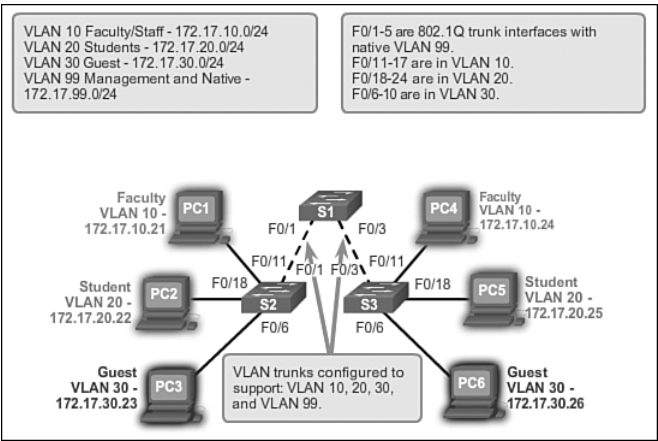 VLAN 10 Faculty/Staff - 172.17.10.0/24
VLAN 20 Students - 172.17.20.0/24
VLAN 30 Guest - 172.17.30.0/24
VLAN 99 Management and Native -
172.17.99.0/24
F0/1-5 are 802.1Q trunk interfaces with
native VLAN 99.
F0/11-17 are in VLAN 10.
F0/18-24 are in VLAN 20.
F0/6-10 are in VLAN 30.
Faculty
VLAN 10 -
172.17.10.21
PC1
S1
F0/1
F0/3
PC4
Faculty
VLAN 10 -
172.17.10.24
F0/11
F0/1
F0/3
F0/11
Student
VLAN 20 -
172.17.20.22
PC2
F0/18
S2
F0/6
S3
F0/18
F0/6
PC5
Student
VLAN 20 -
172.17.20.25
Guest
VLAN 30 -
172.17.30.23
PC3
VLAN trunks configured to
support: VLAN 10, 20, 30,
and VLAN 99.
PC6
Guest
VLAN 30 -
172.17.30.26